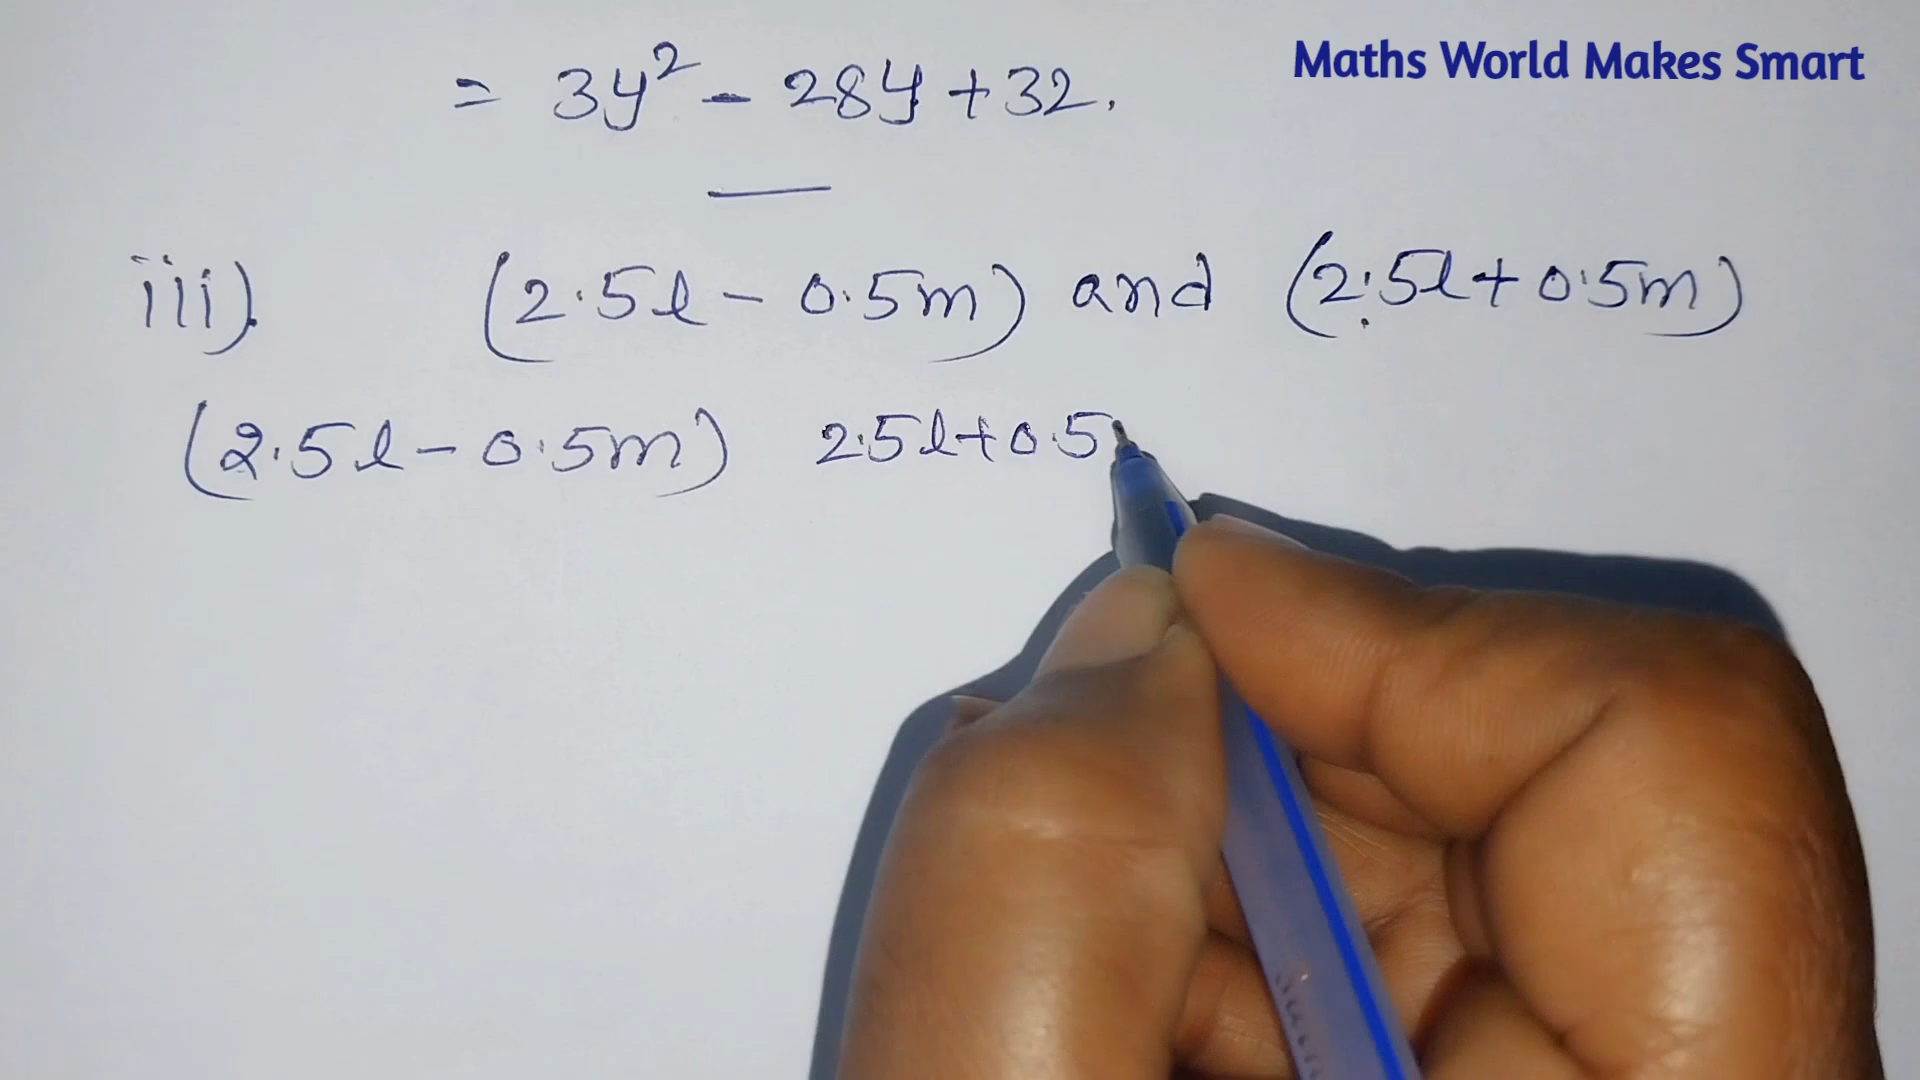 Maths World Makes Smart
= 3y² - 28y + 32.
iii). (2.5l - 0.5m) and (2.5l + 0.5m)
(2.5l - 0.5m) 2.5l + 0.5